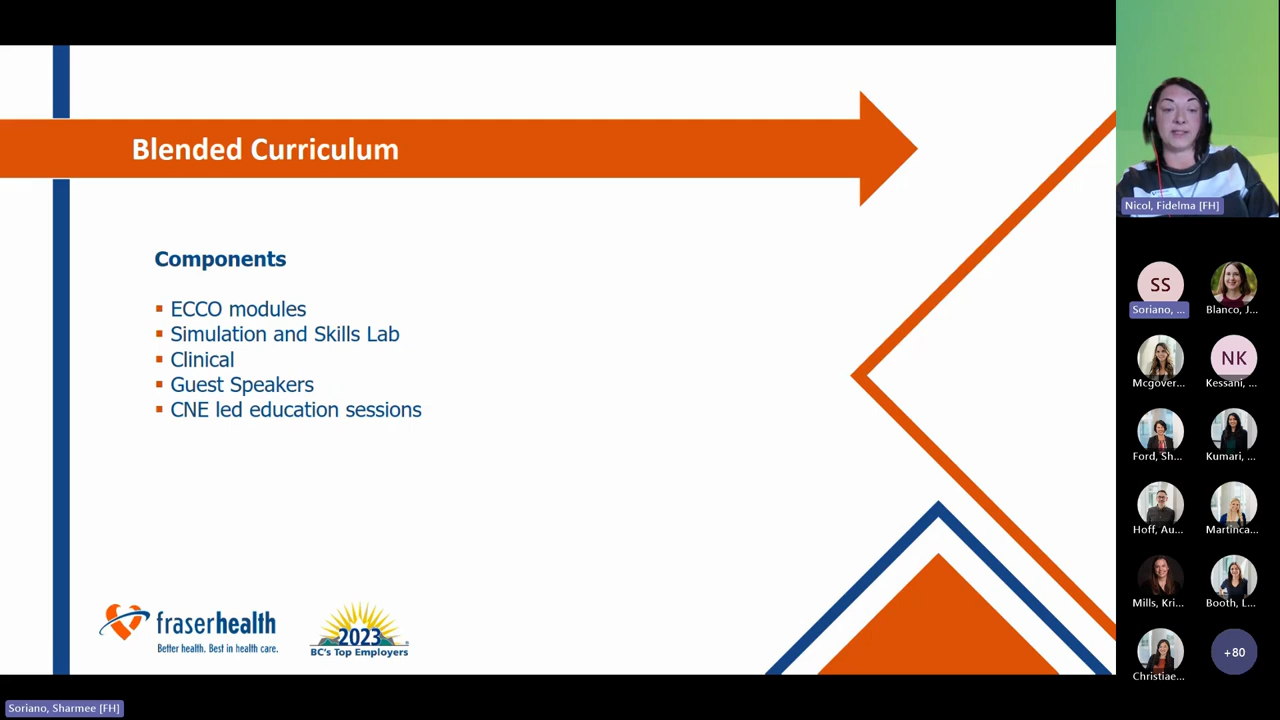 Blended Curriculum
Components
ECCO modules
Simulation and Skills Lab
Clinical
Guest Speakers
CNE led education sessions
fraserhealth
Better health. Best in health care.
2023
BC's Top Employers
Nicol, Fidelma [FH]
SS
Soriano, ...
Blanco, J...
Mcgover...
NK
Kessani, ...
Ford, Sh...
Kumari, ...
Hoff, Au...
Martinca...
Mills, Kri...
Booth, L...
Christiae...
+80
Soriano, Sharmee [FH]